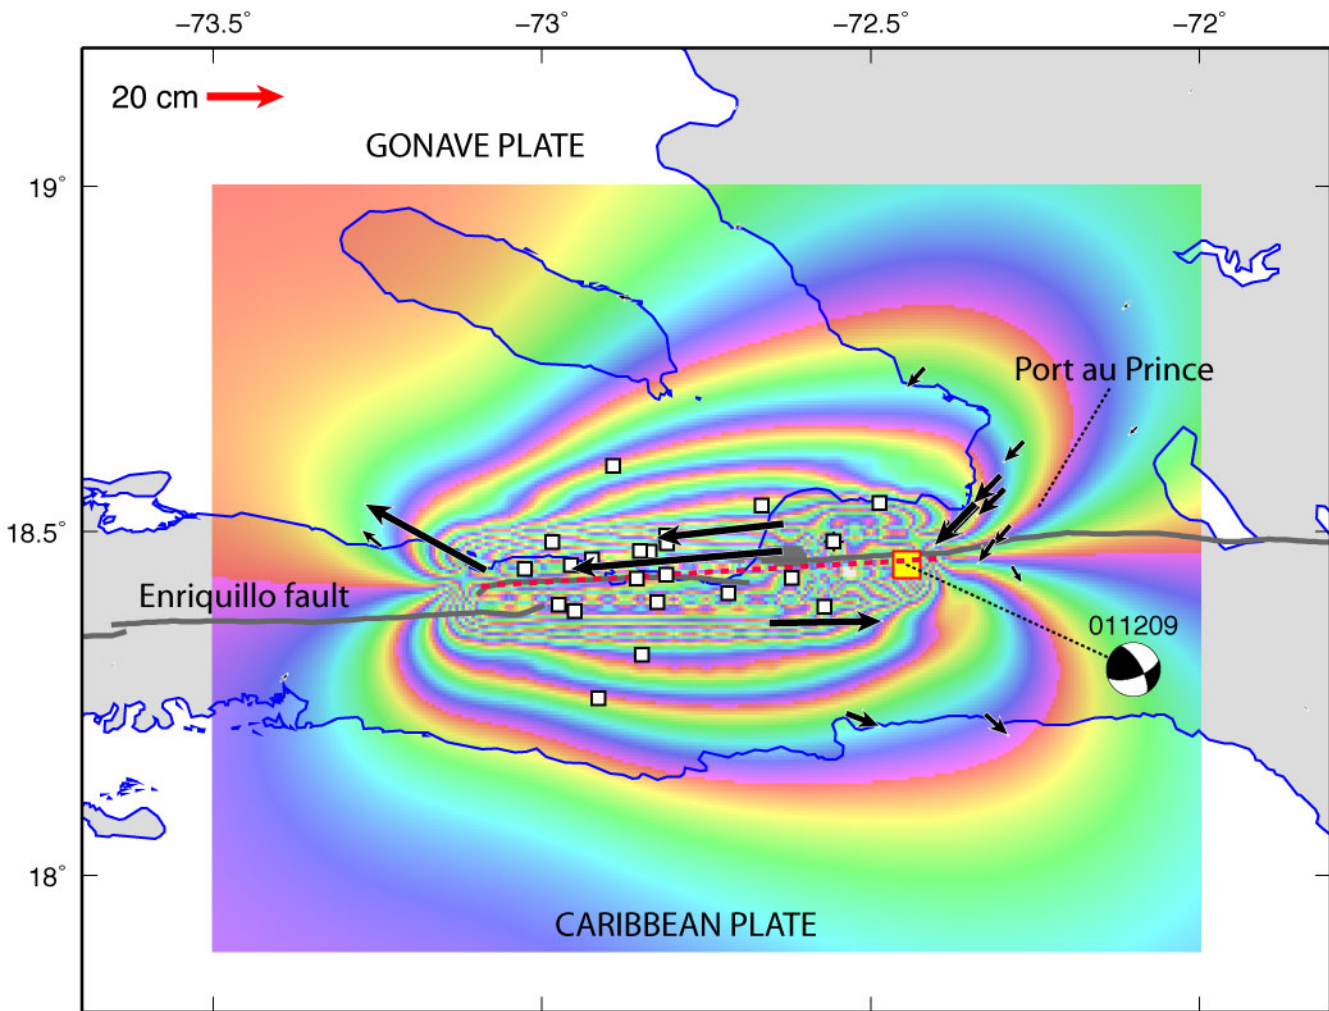 −73.5° −73° −72.5° −72°
20 cm
GONAVE PLATE
19°
Port au Prince
18.5°
Enriquillo fault
011209
18°
CARIBBEAN PLATE